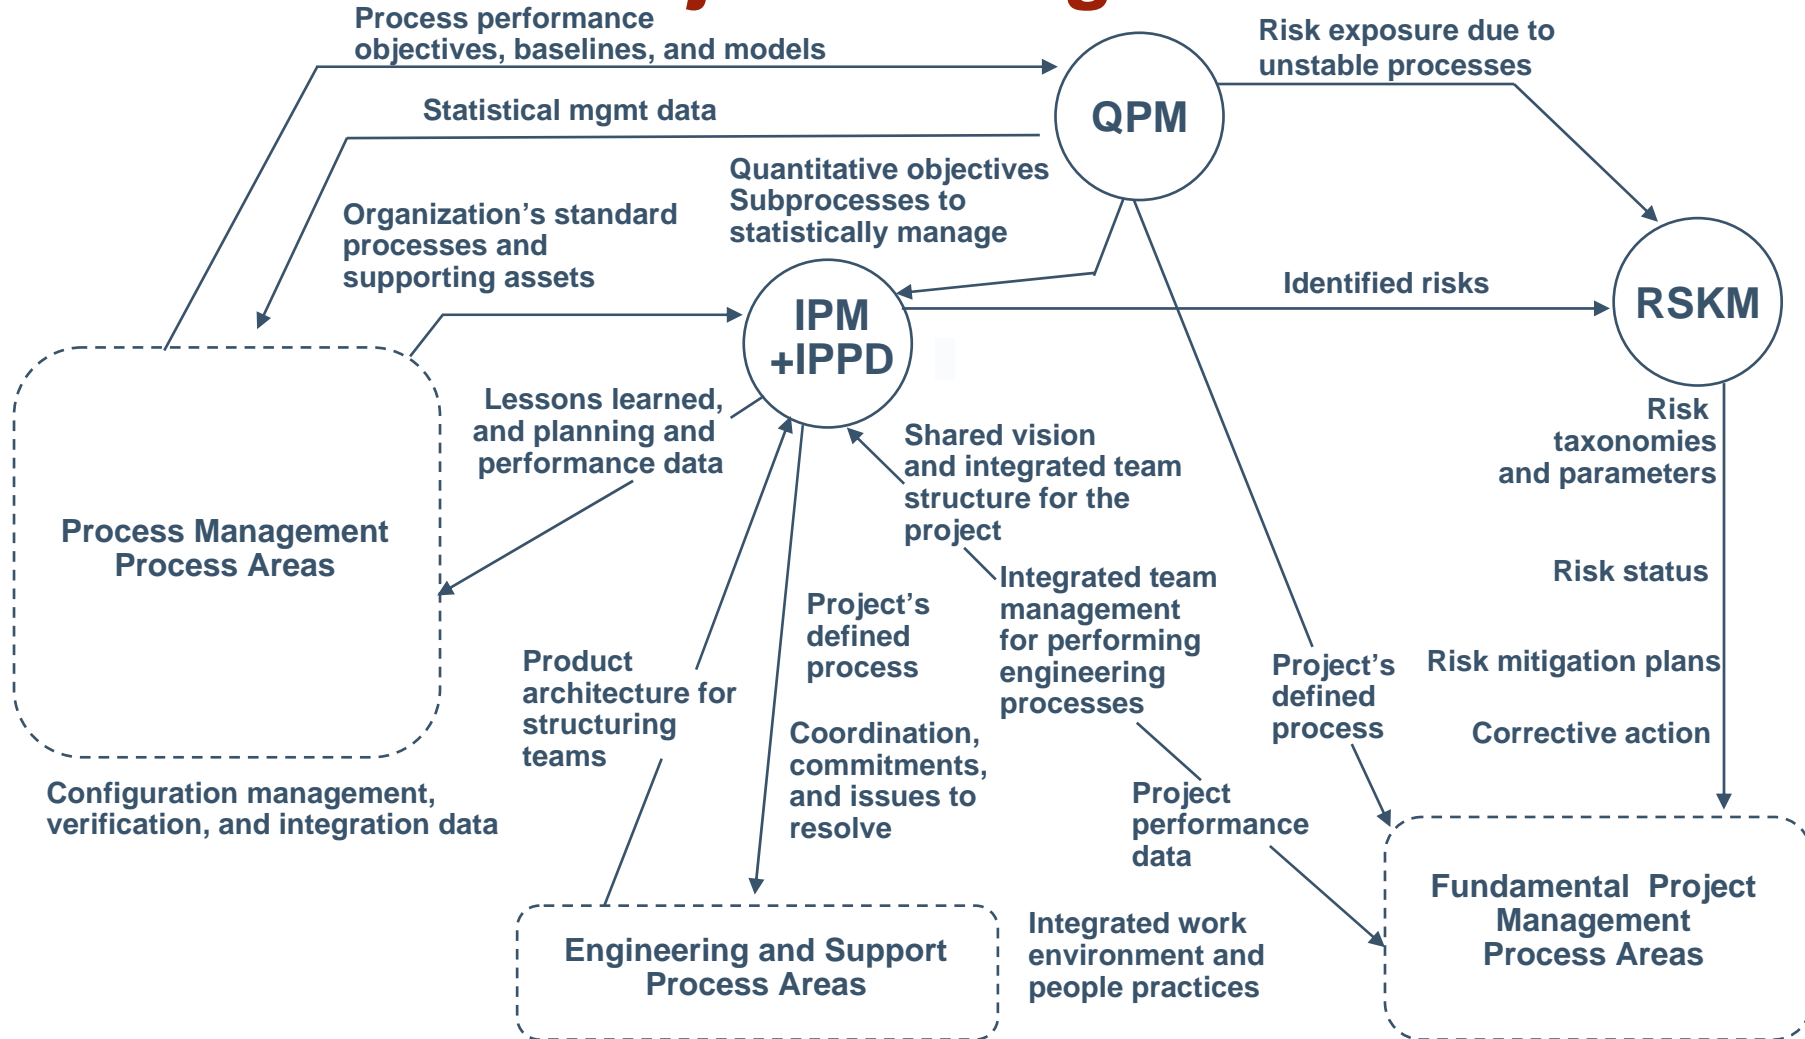 Process performance
objectives, baselines, and models
Risk exposure due to
unstable processes
QPM
Statistical mgmt data
Quantitative objectives
Subprocesses to
statistically manage
Organization’s standard
processes and
supporting assets
Identified risks
IPM
+IPPD
RSKM
Lessons learned,
and planning and
performance data
Risk
taxonomies
and parameters
Shared vision
and integrated team
structure for the
project
Process Management
Process Areas
Risk status
Integrated team
management
for performing
engineering
processes
Project’s
defined
process
Product
architecture for
structuring
teams
Project’s
defined
process
Risk mitigation plans
Corrective action
Coordination,
commitments,
and issues to
resolve
Configuration management,
verification, and integration data
Project
performance
data
Fundamental Project
Management
Process Areas
Engineering and Support
Process Areas
Integrated work
environment and
people practices